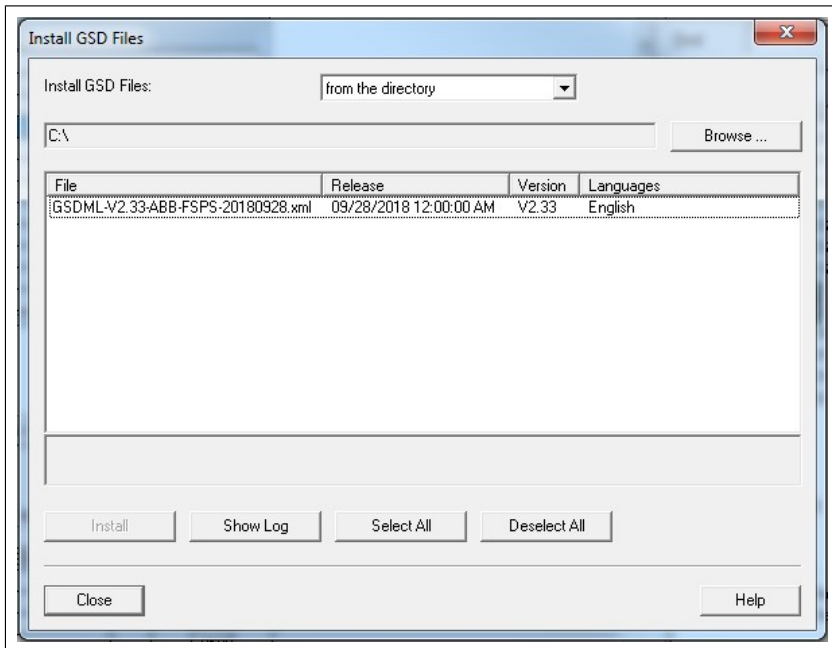 Install GSD Files
Install GSD Files: from the directory
C:\ Browse ...
File Release Version Languages
GSDML-V2.33-ABB-FSPS-20180928.xml 09/28/2018 12:00:00 AM V2.33 English
Install Show Log Select All Deselect All
Close Help